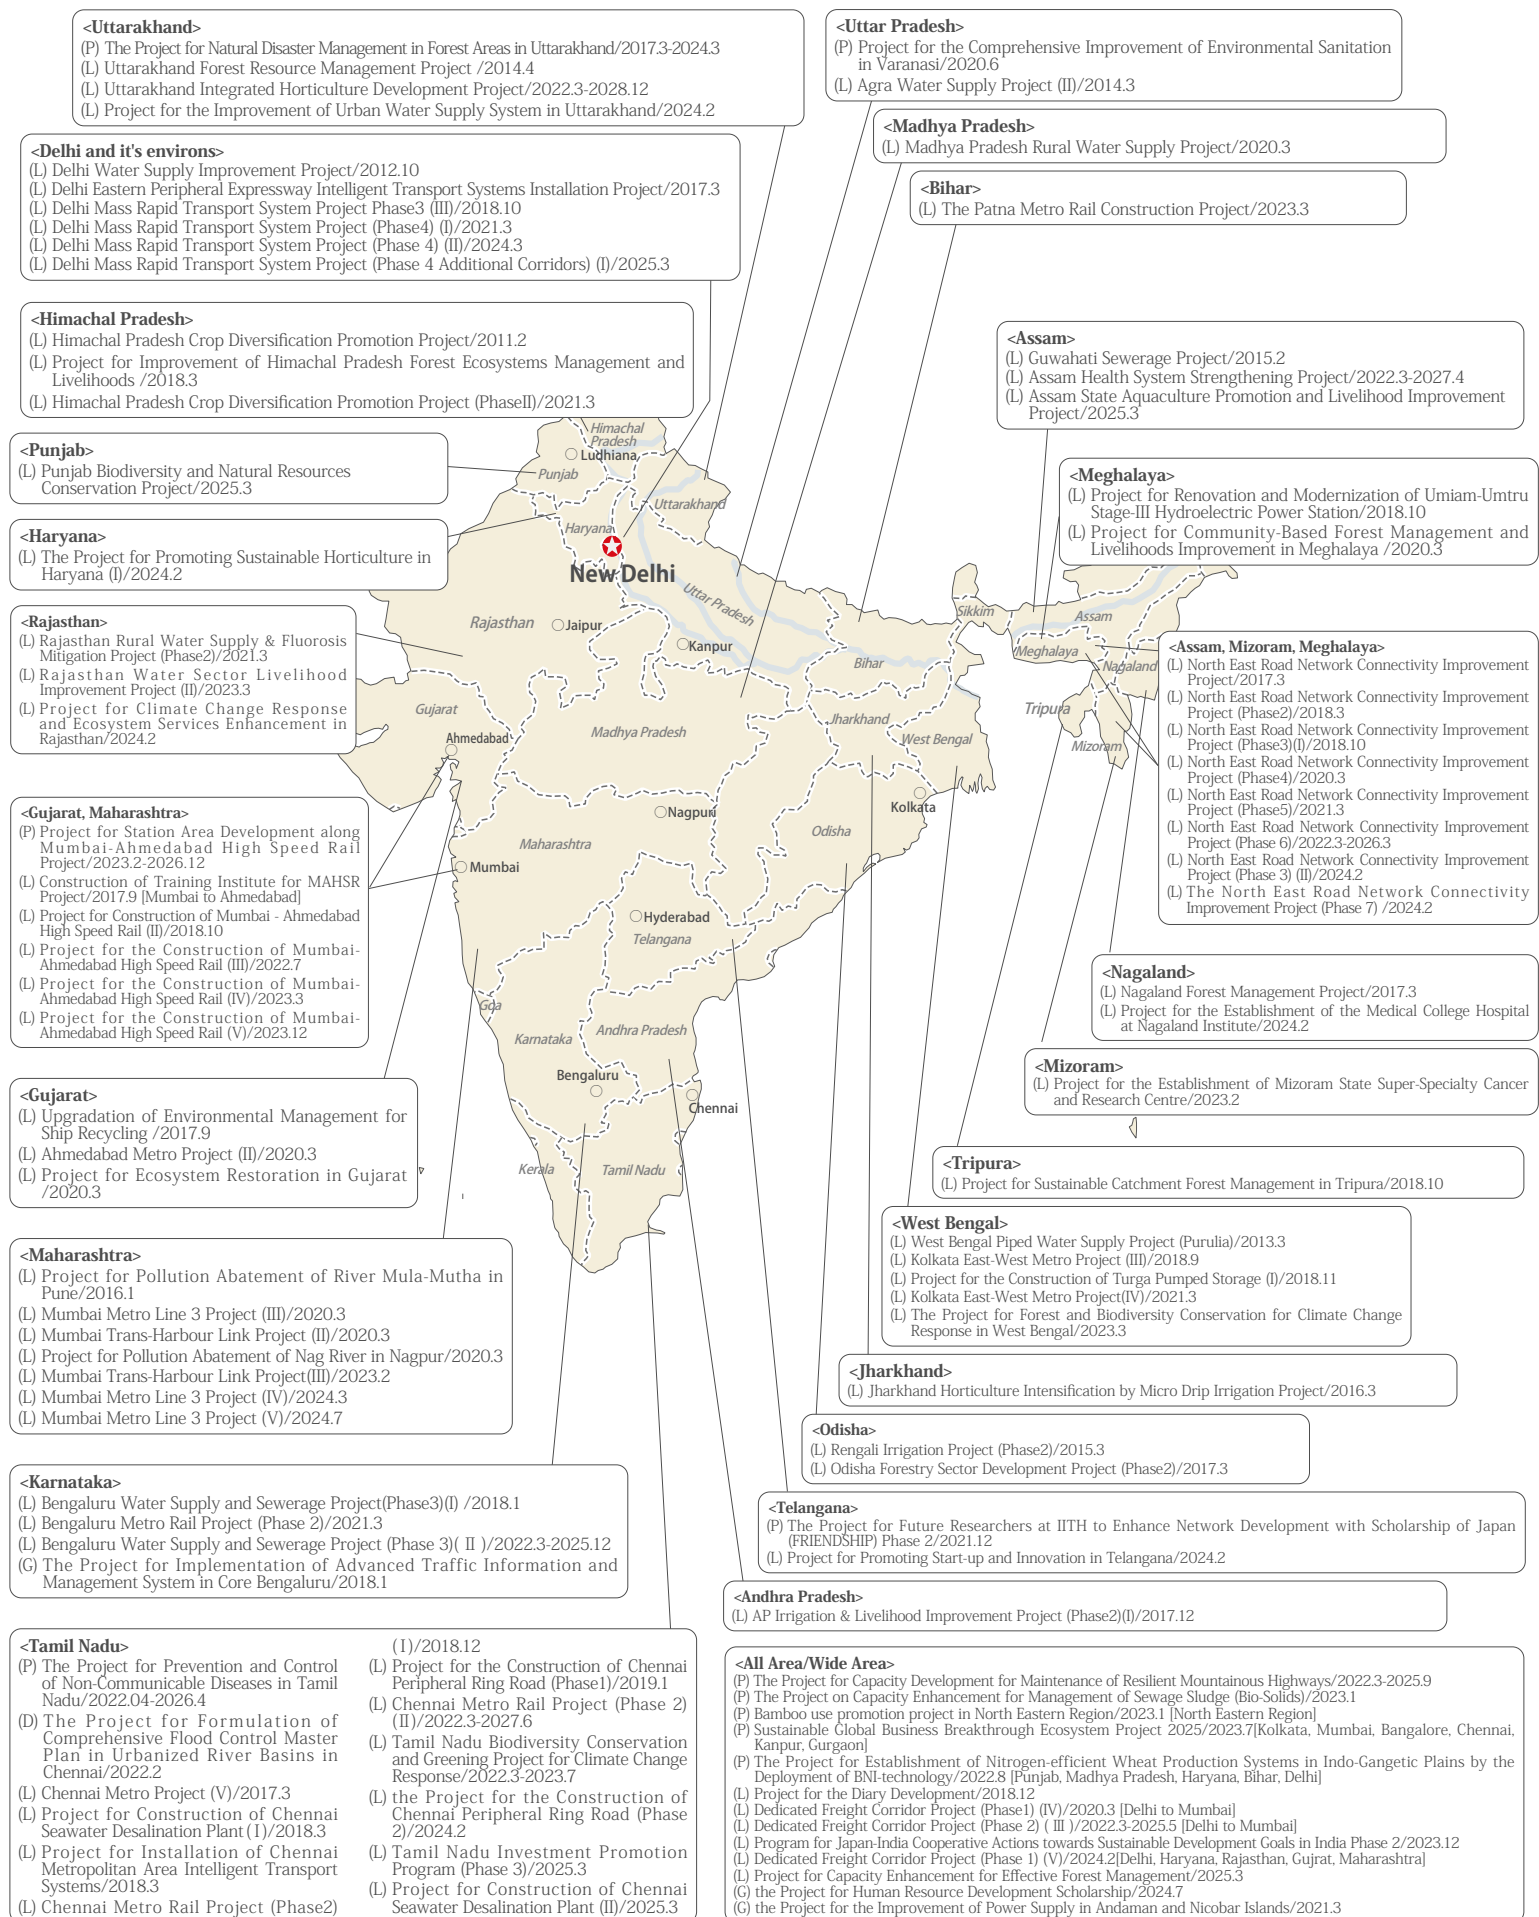 <Uttarakhand>
(P) The Project for Natural Disaster Management in Forest Areas in Uttarakhand/2017.3-2024.3
(L) Uttarakhand Forest Resource Management Project /2014.4
(L) Uttarakhand Integrated Horticulture Development Project/2022.3-2028.12
(L) Project for the Improvement of Urban Water Supply System in Uttarakhand/2024.2
<Uttar Pradesh>
(P) Project for the Comprehensive Improvement of Environmental Sanitation
in Varanasi/2020.6
(L) Agra Water Supply Project (II)/2014.3
<Madhya Pradesh>
(L) Madhya Pradesh Rural Water Supply Project/2020.3
<Bihar>
(L) The Patna Metro Rail Construction Project/2023.3
<Delhi and it's environs>
(L) Delhi Water Supply Improvement Project/2012.10
(L) Delhi Eastern Peripheral Expressway Intelligent Transport Systems Installation Project/2017.3
(L) Delhi Mass Rapid Transport System Project Phase3 (III)/2018.10
(L) Delhi Mass Rapid Transport System Project (Phase4) (I)/2021.3
(L) Delhi Mass Rapid Transport System Project (Phase 4) (II)/2024.3
(L) Delhi Mass Rapid Transport System Project (Phase 4 Additional Corridors) (I)/2025.3
<Himachal Pradesh>
(L) Himachal Pradesh Crop Diversification Promotion Project/2011.2
(L) Project for Improvement of Himachal Pradesh Forest Ecosystems Management and
Livelihoods /2018.3
(L) Himachal Pradesh Crop Diversification Promotion Project (PhaseII)/2021.3
<Assam>
(L) Guwahati Sewerage Project/2015.2
(L) Assam Health System Strengthening Project/2022.3-2027.4
(L) Assam State Aquaculture Promotion and Livelihood Improvement
Project/2025.3
<Punjab>
(L) Punjab Biodiversity and Natural Resources
Conservation Project/2025.3
<Meghalaya>
(L) Project for Renovation and Modernization of Umiam-Umtru
Stage-III Hydroelectric Power Station/2018.10
(L) Project for Community-Based Forest Management and
Livelihoods Improvement in Meghalaya /2020.3
<Haryana>
(L) The Project for Promoting Sustainable Horticulture in
Haryana (I)/2024.2
<Rajasthan>
(L) Rajasthan Rural Water Supply & Fluorosis
Mitigation Project (Phase2)/2021.3
(L) Rajasthan Water Sector Livelihood
Improvement Project (II)/2023.3
(L) Project for Climate Change Response
and Ecosystem Services Enhancement in
Rajasthan/2024.2
<Assam, Mizoram, Meghalaya>
(L) North East Road Network Connectivity Improvement
Project/2017.3
(L) North East Road Network Connectivity Improvement
Project (Phase2)/2018.3
(L) North East Road Network Connectivity Improvement
Project (Phase3)(I)/2018.10
(L) North East Road Network Connectivity Improvement
Project (Phase4)/2020.3
(L) North East Road Network Connectivity Improvement
Project (Phase5)/2021.3
(L) North East Road Network Connectivity Improvement
Project (Phase 6)/2022.3-2026.3
(L) North East Road Network Connectivity Improvement
Project (Phase 3) (II)/2024.2
(L) The North East Road Network Connectivity
Improvement Project (Phase 7) /2024.2
Himachal
Pradesh
Ludhiana
Punjab
Uttarakhand
Haryana
New Delhi
Uttar Pradesh
Rajasthan
Jaipur
Kanpur
Sikkim
Assam
Bihar
Meghalaya
Nagaland
Gujarat
Ahmedabad
Madhya Pradesh
Jharkhand
West Bengal
Tripura
Mizoram
Nagpur
Kolkata
Odisha
Maharashtra
Mumbai
Hyderabad
Telangana
Goa
Karnataka
Andhra Pradesh
Bengaluru
Chennai
Kerala
Tamil Nadu
<Gujarat, Maharashtra>
(P) Project for Station Area Development along
Mumbai-Ahmedabad High Speed Rail
Project/2023.2-2026.12
(L) Construction of Training Institute for MAHSR
Project/2017.9 [Mumbai to Ahmedabad]
(L) Project for Construction of Mumbai - Ahmedabad
High Speed Rail (II)/2018.10
(L) Project for the Construction of Mumbai-
Ahmedabad High Speed Rail (III)/2022.7
(L) Project for the Construction of Mumbai-
Ahmedabad High Speed Rail (IV)/2023.3
(L) Project for the Construction of Mumbai-
Ahmedabad High Speed Rail (V)/2023.12
<Nagaland>
(L) Nagaland Forest Management Project/2017.3
(L) Project for the Establishment of the Medical College Hospital
at Nagaland Institute/2024.2
<Mizoram>
(L) Project for the Establishment of Mizoram State Super-Specialty Cancer
and Research Centre/2023.2
<Gujarat>
(L) Upgradation of Environmental Management for
Ship Recycling /2017.9
(L) Ahmedabad Metro Project (II)/2020.3
(L) Project for Ecosystem Restoration in Gujarat
/2020.3
<Tripura>
(L) Project for Sustainable Catchment Forest Management in Tripura/2018.10
<West Bengal>
(L) West Bengal Piped Water Supply Project (Purulia)/2013.3
(L) Kolkata East-West Metro Project (III)/2018.9
(L) Project for the Construction of Turga Pumped Storage (I)/2018.11
(L) Kolkata East-West Metro Project(IV)/2021.3
(L) The Project for Forest and Biodiversity Conservation for Climate Change
Response in West Bengal/2023.3
<Maharashtra>
(L) Project for Pollution Abatement of River Mula-Mutha in
Pune/2016.1
(L) Mumbai Metro Line 3 Project (III)/2020.3
(L) Mumbai Trans-Harbour Link Project (II)/2020.3
(L) Project for Pollution Abatement of Nag River in Nagpur/2020.3
(L) Mumbai Trans-Harbour Link Project(III)/2023.2
(L) Mumbai Metro Line 3 Project (IV)/2024.3
(L) Mumbai Metro Line 3 Project (V)/2024.7
<Jharkhand>
(L) Jharkhand Horticulture Intensification by Micro Drip Irrigation Project/2016.3
<Odisha>
(L) Rengali Irrigation Project (Phase2)/2015.3
(L) Odisha Forestry Sector Development Project (Phase2)/2017.3
<Karnataka>
(L) Bengaluru Water Supply and Sewerage Project(Phase3)(I) /2018.1
(L) Bengaluru Metro Rail Project (Phase 2)/2021.3
(L) Bengaluru Water Supply and Sewerage Project (Phase 3)( II )/2022.3-2025.12
(G) The Project for Implementation of Advanced Traffic Information and
Management System in Core Bengaluru/2018.1
<Telangana>
(P) The Project for Future Researchers at IITH to Enhance Network Development with Scholarship of Japan
(FRIENDSHIP) Phase 2/2021.12
(L) Project for Promoting Start-up and Innovation in Telangana/2024.2
<Andhra Pradesh>
(L) AP Irrigation & Livelihood Improvement Project (Phase2)(I)/2017.12
<Tamil Nadu>
(P) The Project for Prevention and Control
of Non-Communicable Diseases in Tamil
Nadu/2022.04-2026.4
(D) The Project for Formulation of
Comprehensive Flood Control Master
Plan in Urbanized River Basins in
Chennai/2022.2
(L) Chennai Metro Project (V)/2017.3
(L) Project for Construction of Chennai
Seawater Desalination Plant ( I )/2018.3
(L) Project for Installation of Chennai
Metropolitan Area Intelligent Transport
Systems/2018.3
(L) Chennai Metro Rail Project (Phase2)
( I )/2018.12
(L) Project for the Construction of Chennai
Peripheral Ring Road (Phase1)/2019.1
(L) Chennai Metro Rail Project (Phase 2)
( II )/2022.3-2027.6
(L) Tamil Nadu Biodiversity Conservation
and Greening Project for Climate Change
Response/2022.3-2023.7
(L) the Project for the Construction of
Chennai Peripheral Ring Road (Phase
2)/2024.2
(L) Tamil Nadu Investment Promotion
Program (Phase 3)/2025.3
(L) Project for Construction of Chennai
Seawater Desalination Plant (II)/2025.3
<All Area/Wide Area>
(P) The Project for Capacity Development for Maintenance of Resilient Mountainous Highways/2022.3-2025.9
(P) The Project on Capacity Enhancement for Management of Sewage Sludge (Bio-Solids)/2023.1
(P) Bamboo use promotion project in North Eastern Region/2023.1 [North Eastern Region]
(P) Sustainable Global Business Breakthrough Ecosystem Project 2025/2023.7[Kolkata, Mumbai, Bangalore, Chennai,
Kanpur, Gurgaon]
(P) The Project for Establishment of Nitrogen-efficient Wheat Production Systems in Indo-Gangetic Plains by the
Deployment of BNI-technology/2022.8 [Punjab, Madhya Pradesh, Haryana, Bihar, Delhi]
(L) Project for the Diary Development/2018.12
(L) Dedicated Freight Corridor Project (Phase1) (IV)/2020.3 [Delhi to Mumbai]
(L) Dedicated Freight Corridor Project (Phase 2) ( III )/2022.3-2025.5 [Delhi to Mumbai]
(L) Program for Japan-India Cooperative Actions towards Sustainable Development Goals in India Phase 2/2023.12
(L) Dedicated Freight Corridor Project (Phase 1) (V)/2024.2[Delhi, Haryana, Rajasthan, Gujrat, Maharashtra]
(L) Project for Capacity Enhancement for Effective Forest Management/2025.3
(G) the Project for Human Resource Development Scholarship/2024.7
(G) the Project for the Improvement of Power Supply in Andaman and Nicobar Islands/2021.3